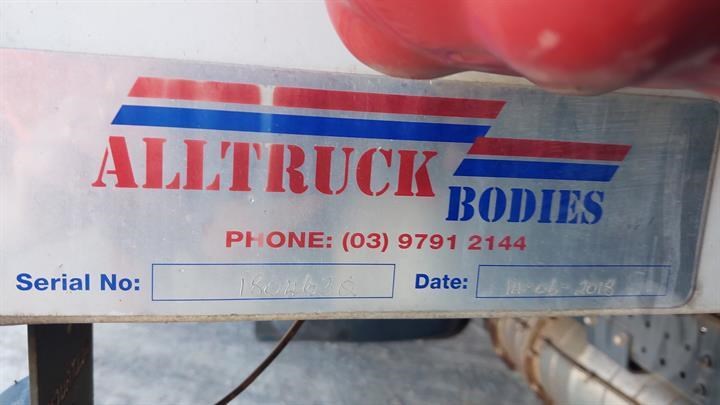 ALLTRUCK
BODIES
PHONE: (03) 9791 2144
Serial No:
Date: